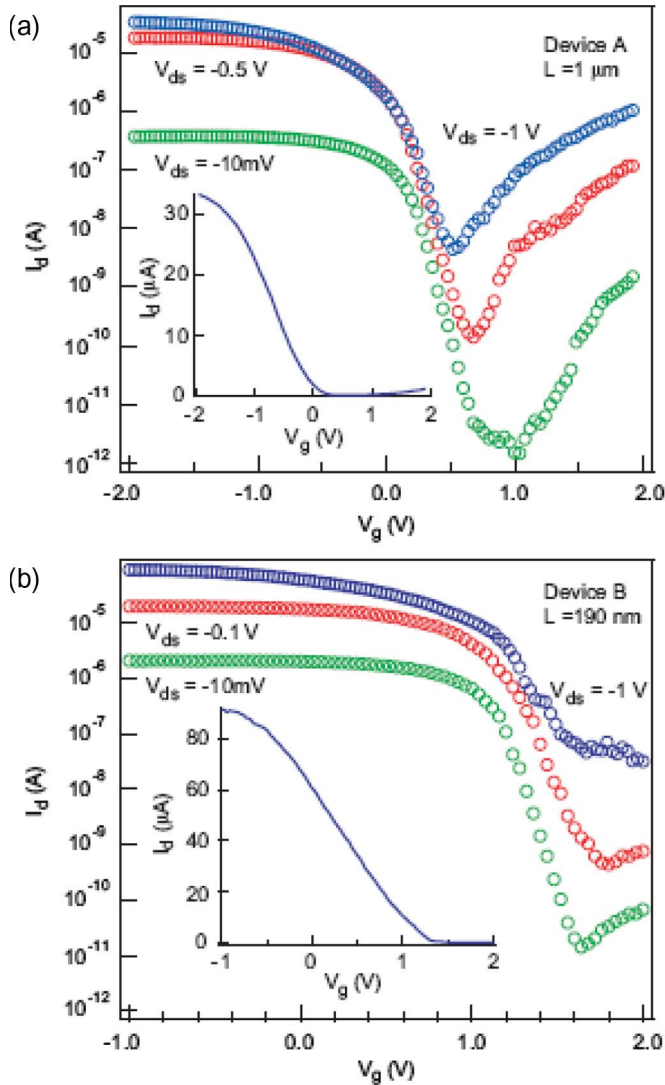 (a)
10⁻⁵
10⁻⁶
10⁻⁷
10⁻⁸
10⁻⁹
10⁻¹⁰
10⁻¹¹
10⁻¹²
I_d (A)
Device A
L =1 μm
V_ds = -0.5 V
V_ds = -1 V
V_ds = -10mV
30
20
10
0
I_d (μA)
-2 -1 0 1 2
V_g (V)
-2.0 -1.0 0.0 1.0 2.0
V_g (V)
(b)
10⁻⁵
10⁻⁶
10⁻⁷
10⁻⁸
10⁻⁹
10⁻¹⁰
10⁻¹¹
10⁻¹²
I_d (A)
Device B
L =190 nm
V_ds = -0.1 V
V_ds = -1 V
V_ds = -10mV
80
60
40
20
0
I_d (μA)
-1 0 1 2
V_g (V)
-1.0 0.0 1.0 2.0
V_g (V)